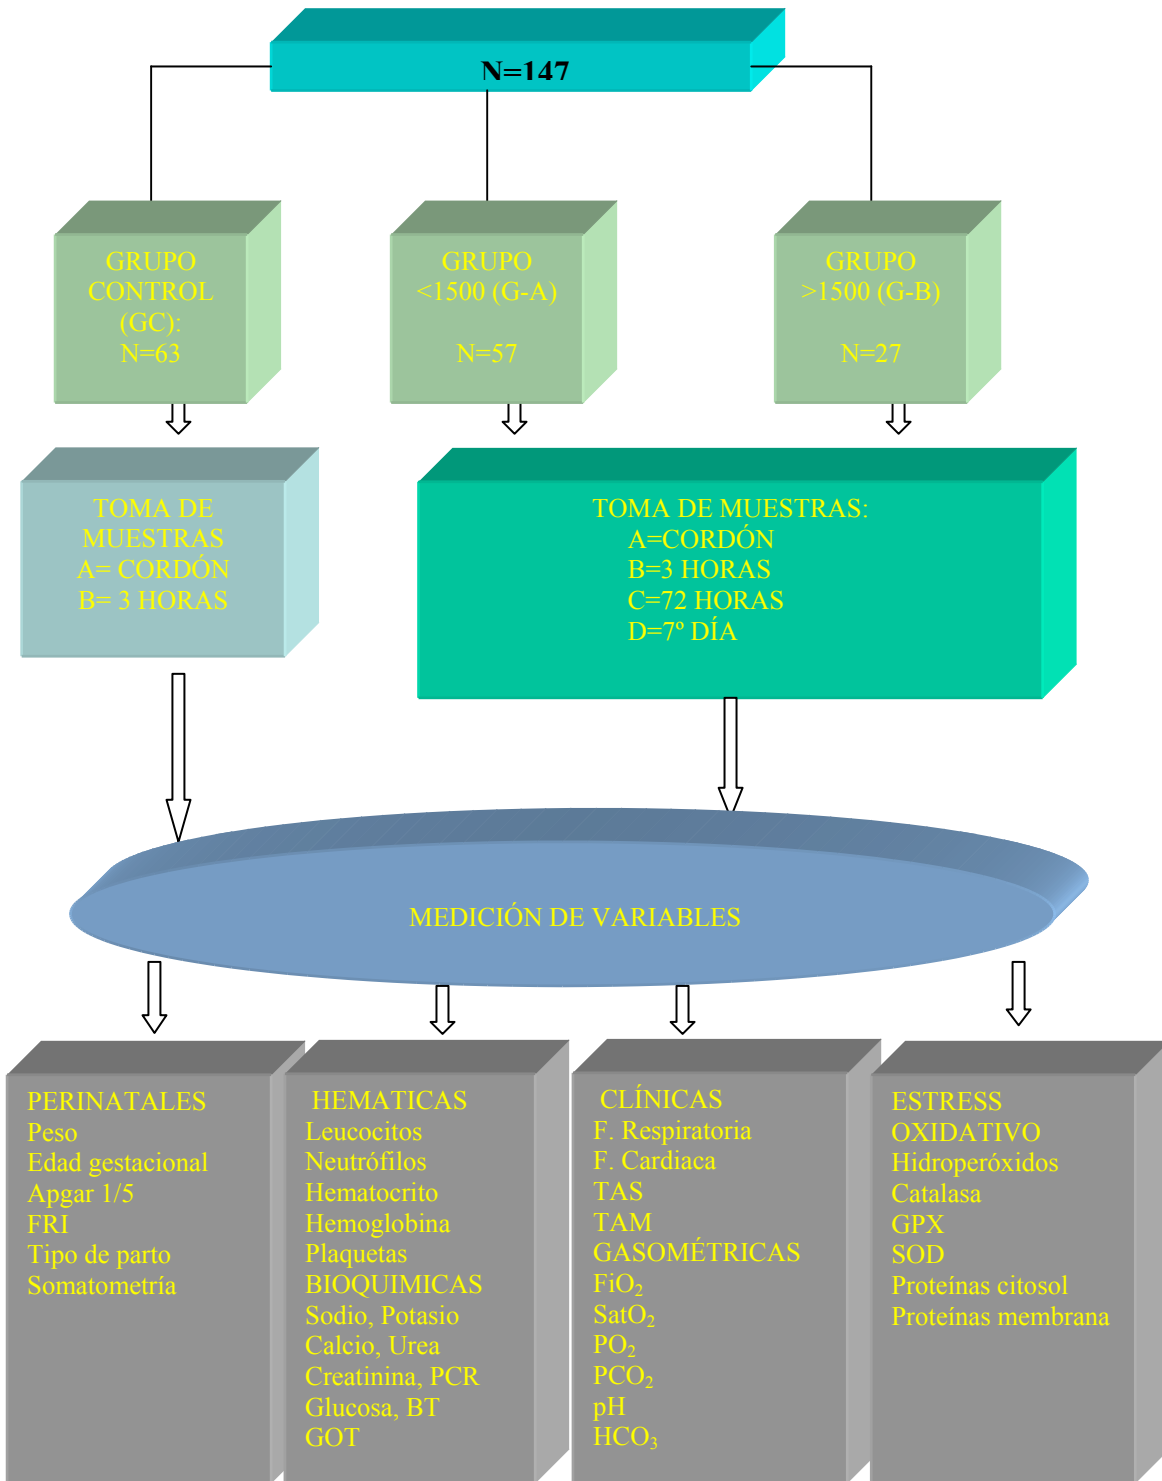 N=147
GRUPO
CONTROL
(GC):
N=63
GRUPO
<1500 (G-A)
N=57
GRUPO
>1500 (G-B)
N=27
TOMA DE
MUESTRAS
A= CORDÓN
B= 3 HORAS
TOMA DE MUESTRAS:
A=CORDÓN
B=3 HORAS
C=72 HORAS
D=7º DÍA
MEDICIÓN DE VARIABLES
PERINATALES
Peso
Edad gestacional
Apgar 1/5
FRI
Tipo de parto
Somatometría
HEMATICAS
Leucocitos
Neutrófilos
Hematocrito
Hemoglobina
Plaquetas
BIOQUIMICAS
Sodio, Potasio
Calcio, Urea
Creatinina, PCR
Glucosa, BT
GOT
CLÍNICAS
F. Respiratoria
F. Cardiaca
TAS
TAM
GASOMÉTRICAS
FiO₂
SatO₂
PO₂
PCO₂
pH
HCO₃
ESTRESS
OXIDATIVO
Hidroperóxidos
Catalasa
GPX
SOD
Proteínas citosol
Proteínas membrana